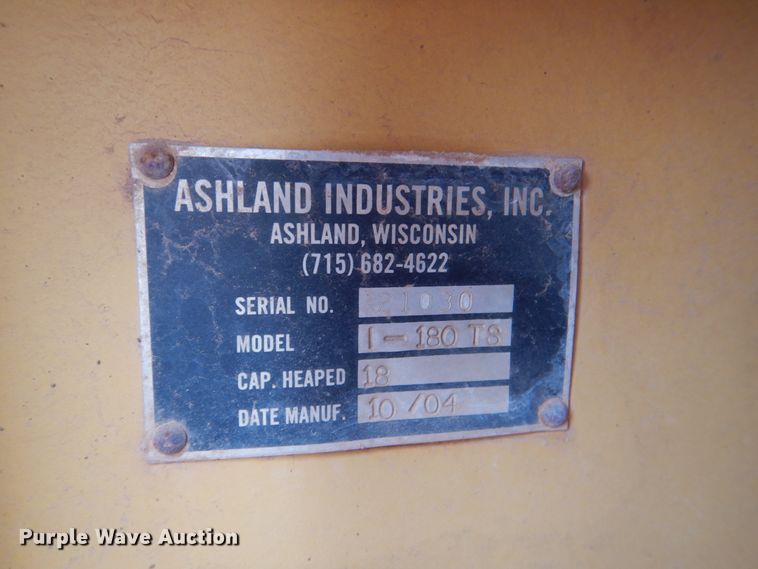 ASHLAND INDUSTRIES, INC.
ASHLAND, WISCONSIN
(715) 682-4622
SERIAL NO.
MODEL I-180 TS
CAP. HEAPED 18
DATE MANUF. 10/04
Purple Wave Auction